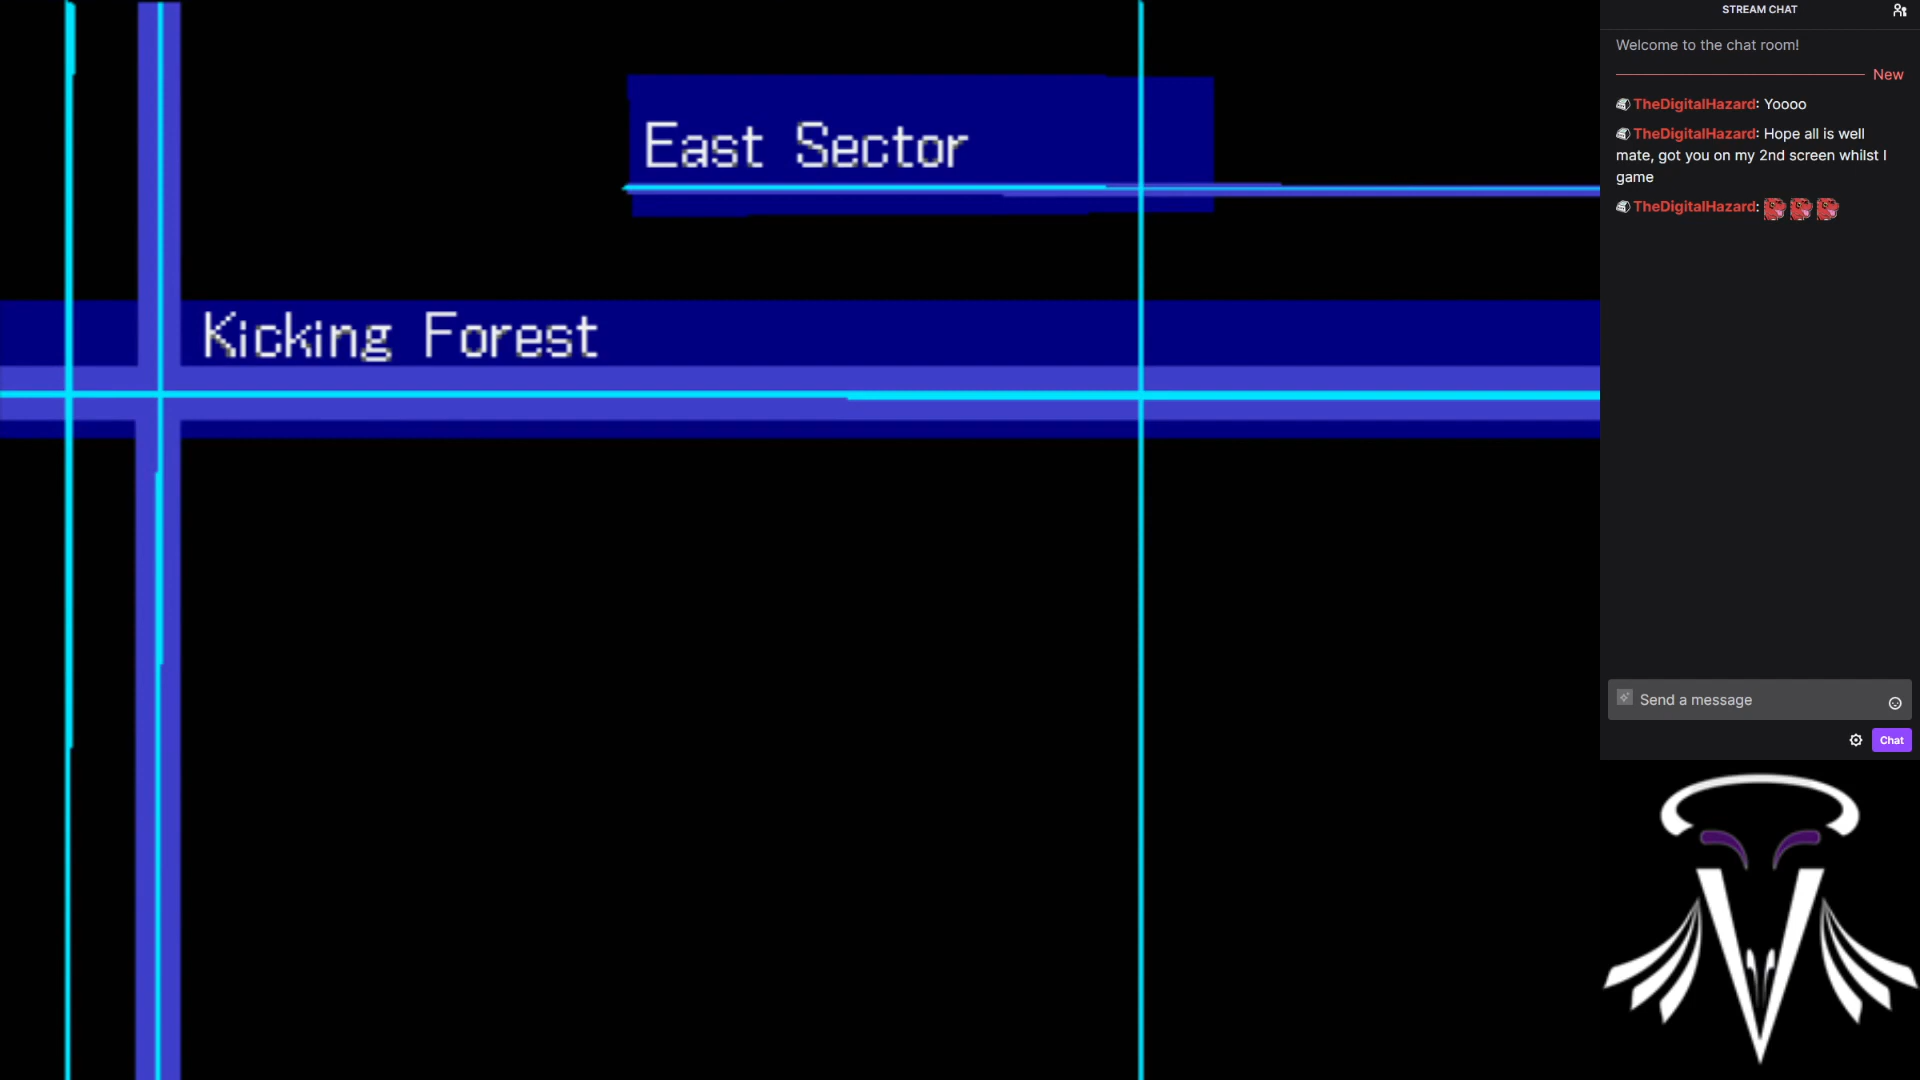 East Sector
Kicking Forest
STREAM CHAT
Welcome to the chat room!
New
TheDigitalHazard: Yoooo
TheDigitalHazard: Hope all is well
mate, got you on my 2nd screen whilst I
game
TheDigitalHazard:
Send a message
Chat